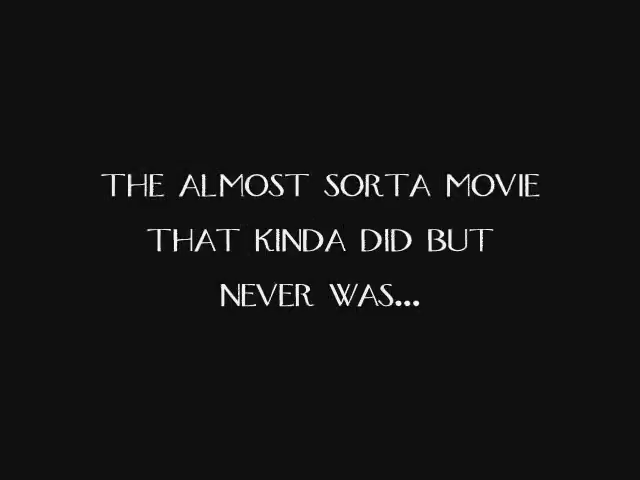 THE ALMOST SORTA MOVIE
THAT KINDA DID BUT
NEVER WAS...